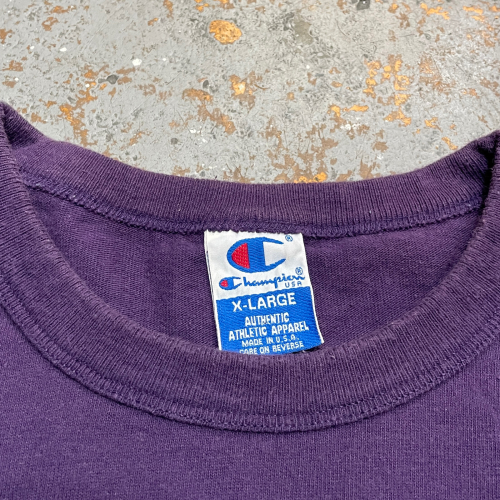 ®
Champion®
USA
X-LARGE
AUTHENTIC
ATHLETIC APPAREL
MADE IN U.S.A.
CARE ON REVERSE